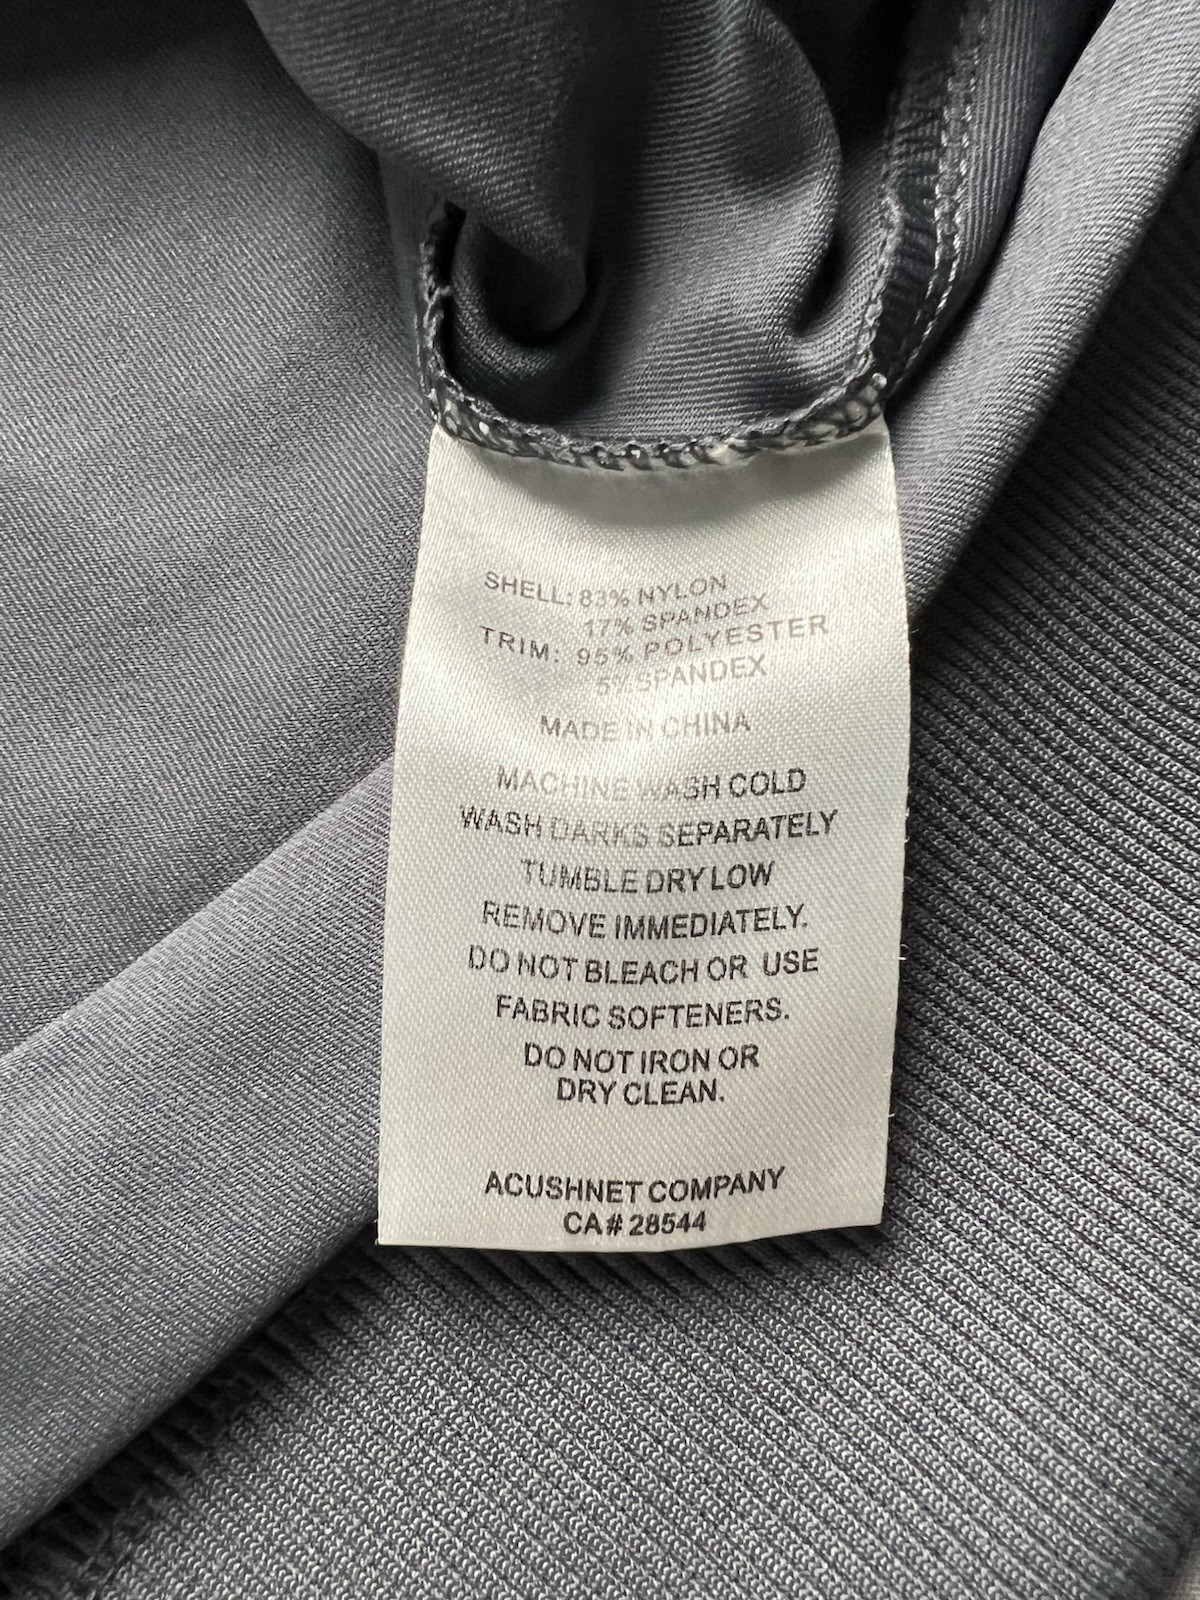 SHELL: 83% NYLON
17% SPANDEX
TRIM: 95% POLYESTER
5% SPANDEX
MADE IN CHINA
MACHINE WASH COLD
WASH DARKS SEPARATELY
TUMBLE DRY LOW
REMOVE IMMEDIATELY.
DO NOT BLEACH OR USE
FABRIC SOFTENERS.
DO NOT IRON OR
DRY CLEAN.
ACUSHNET COMPANY
CA# 28544